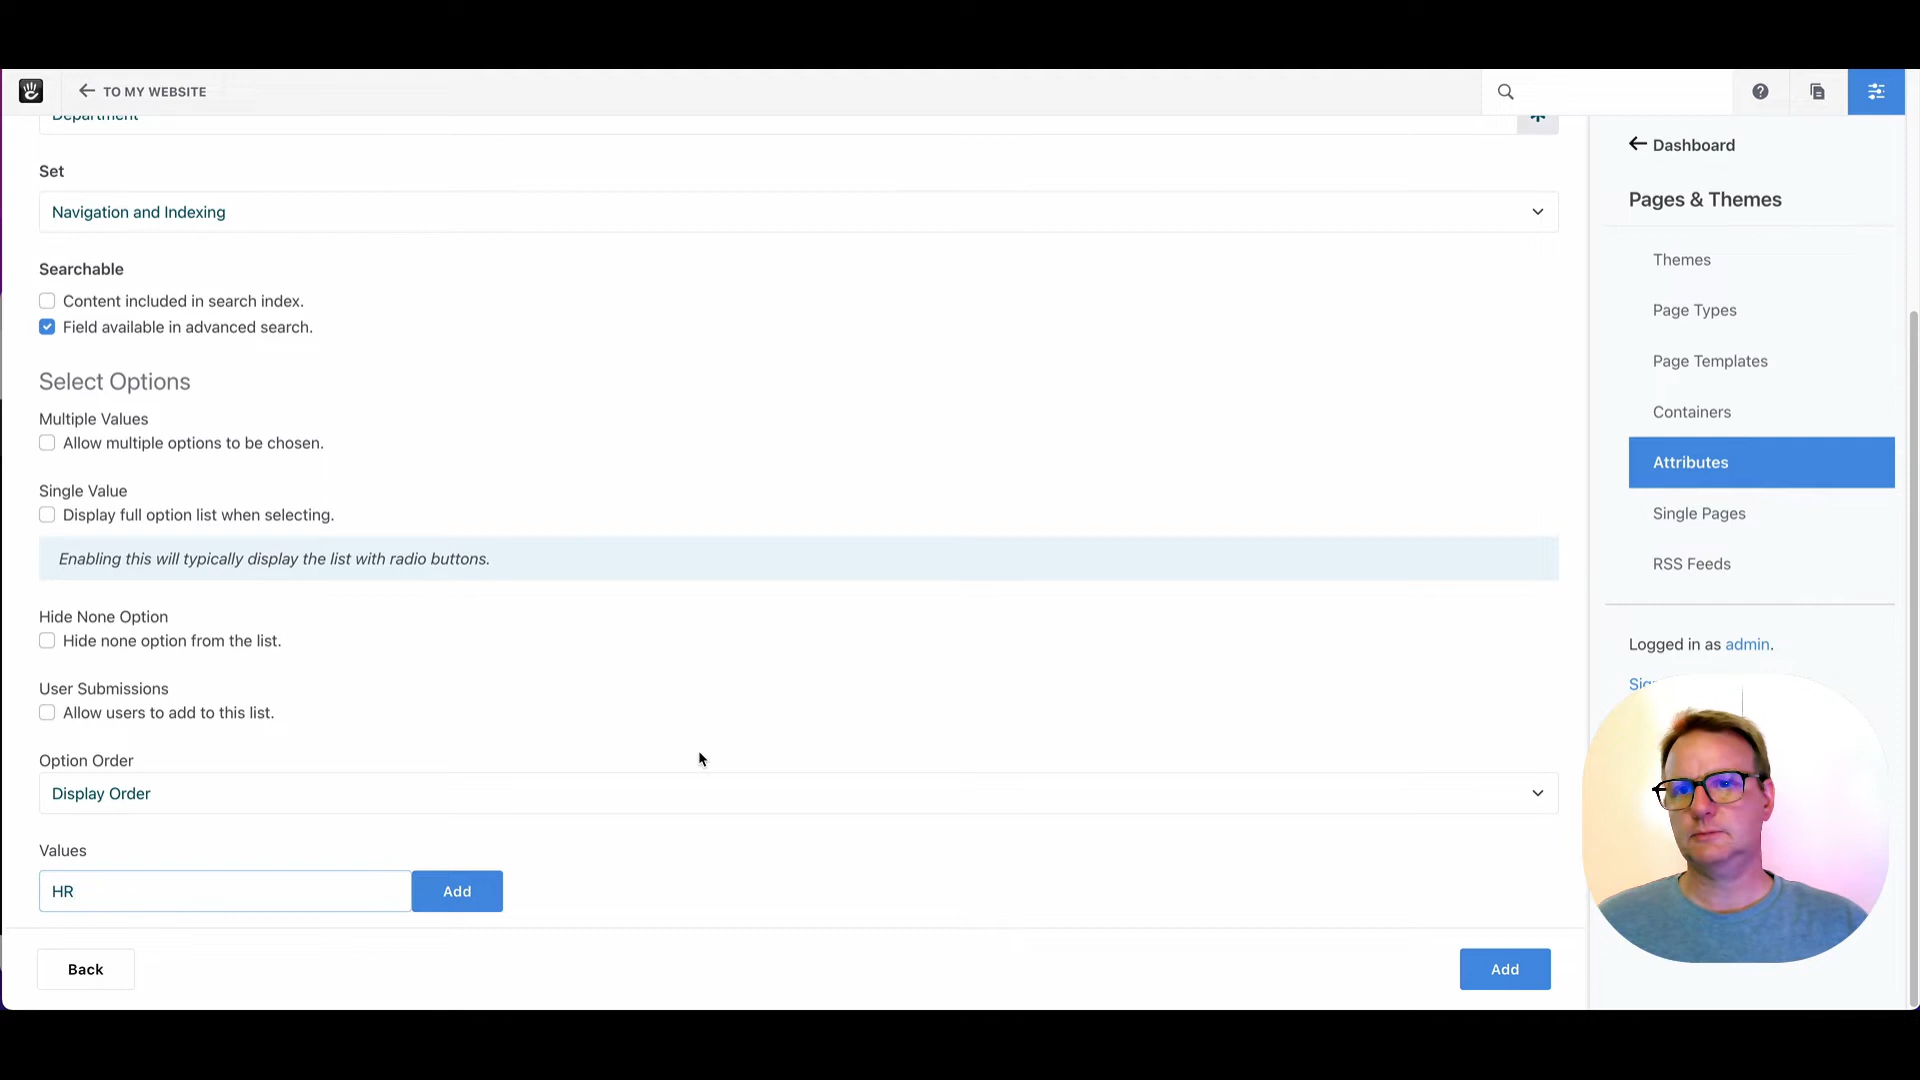 TO MY WEBSITE
Department
Set
Navigation and Indexing
Searchable
Content included in search index.
Field available in advanced search.
Select Options
Multiple Values
Allow multiple options to be chosen.
Single Value
Display full option list when selecting.
Enabling this will typically display the list with radio buttons.
Hide None Option
Hide none option from the list.
User Submissions
Allow users to add to this list.
Option Order
Display Order
Values
HR
Add
Back
Add
Dashboard
Pages & Themes
Themes
Page Types
Page Templates
Containers
Attributes
Single Pages
RSS Feeds
Logged in as admin.